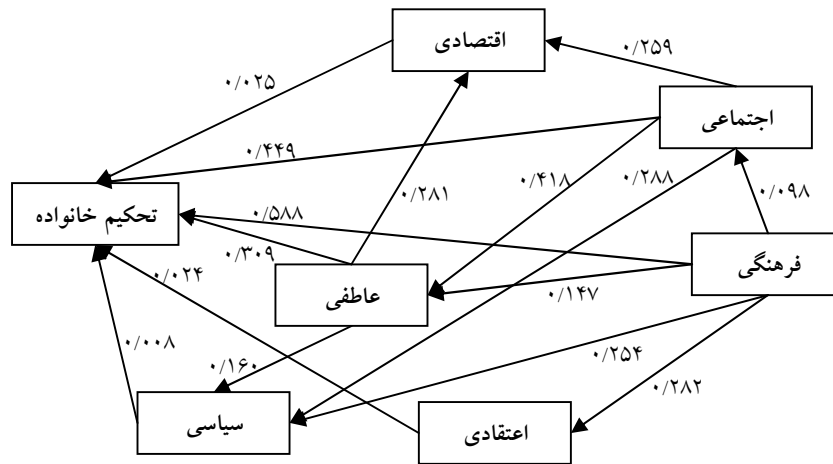 اقتصادی
۰/۲۵۹
۰/۰۲۵
اجتماعی
۰/۴۴۹
۰/۲۸۱
۰/۴۱۸
۰/۲۸۸
۰/۰۹۸
تحکیم خانواده
۰/۵۸۸
۰/۳۰۹
۰/۰۲۴
عاطفی
۰/۱۴۷
فرهنگی
۰/۰۰۸
۰/۱۶۰
۰/۲۵۴
۰/۲۸۲
سیاسی
اعتقادی